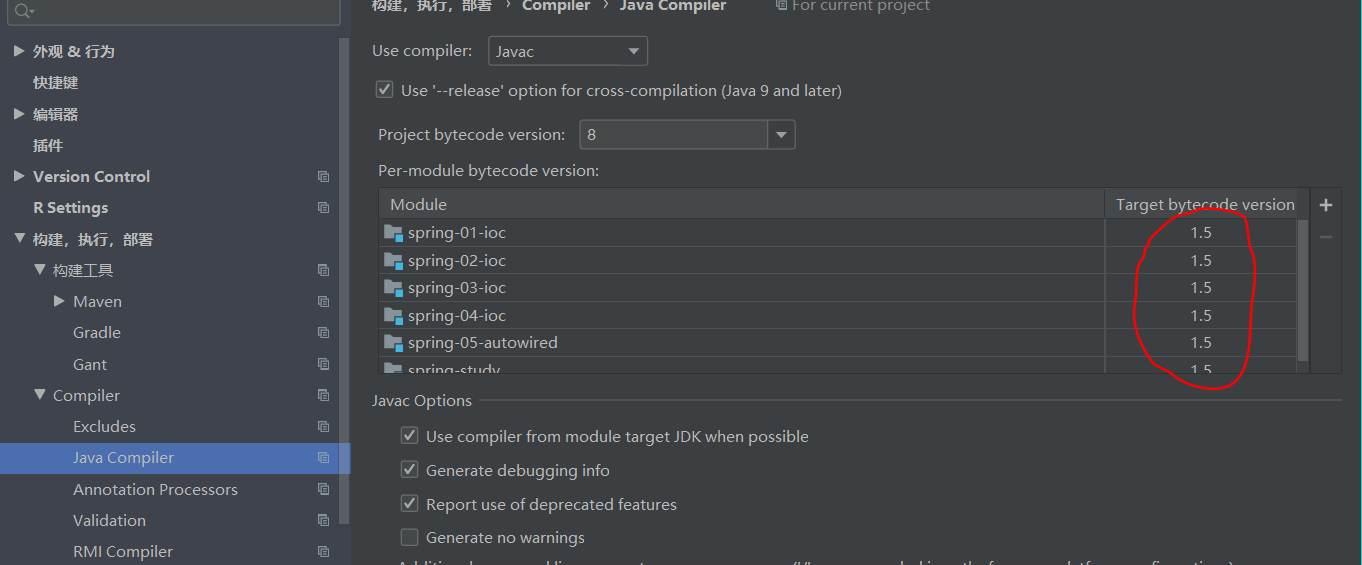 构建，执行，部署 › Compiler › Java Compiler For current project
外观 & 行为
快捷键
编辑器
插件
Version Control
R Settings
构建，执行，部署
构建工具
Maven
Gradle
Gant
Compiler
Excludes
Java Compiler
Annotation Processors
Validation
RMI Compiler
Use compiler: Javac
Use '--release' option for cross-compilation (Java 9 and later)
Project bytecode version: 8
Per-module bytecode version:
Module Target bytecode version
spring-01-ioc 1.5
spring-02-ioc 1.5
spring-03-ioc 1.5
spring-04-ioc 1.5
spring-05-autowired 1.5
spring-study 1.5
Javac Options
Use compiler from module target JDK when possible
Generate debugging info
Report use of deprecated features
Generate no warnings